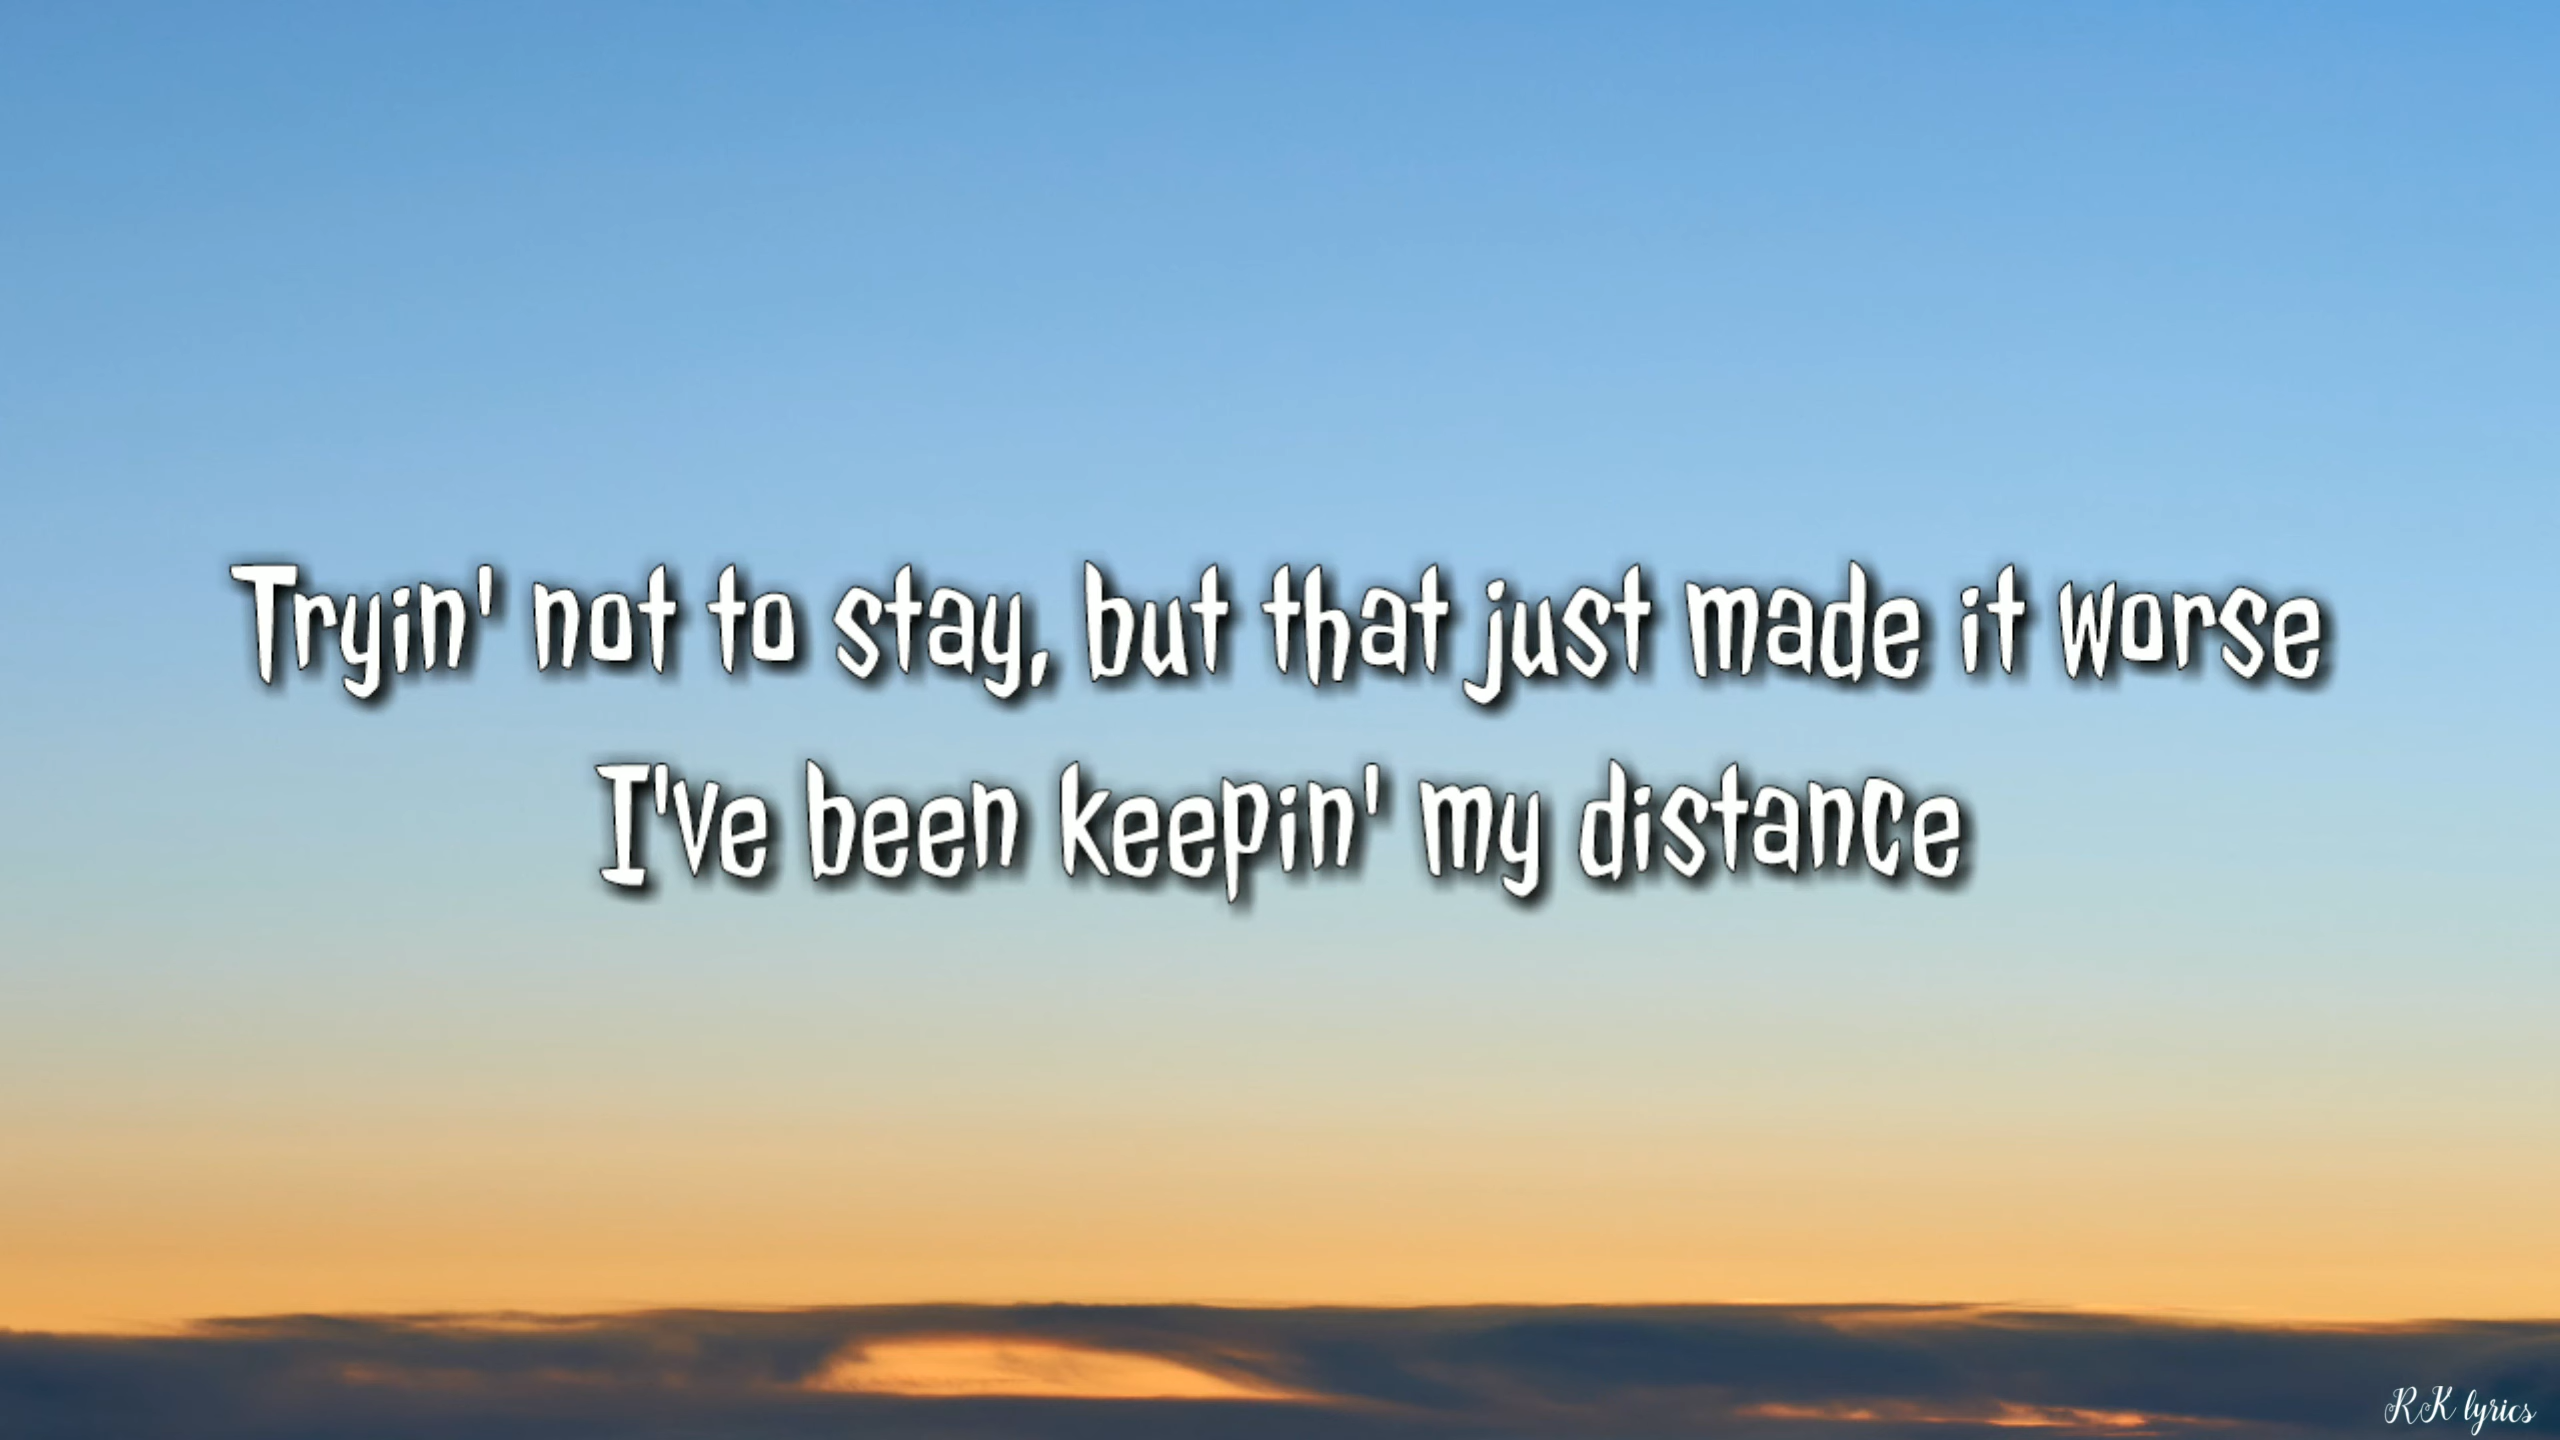 Tryin' not to stay, but that just made it worse
I've been keepin' my distance
RK lyrics